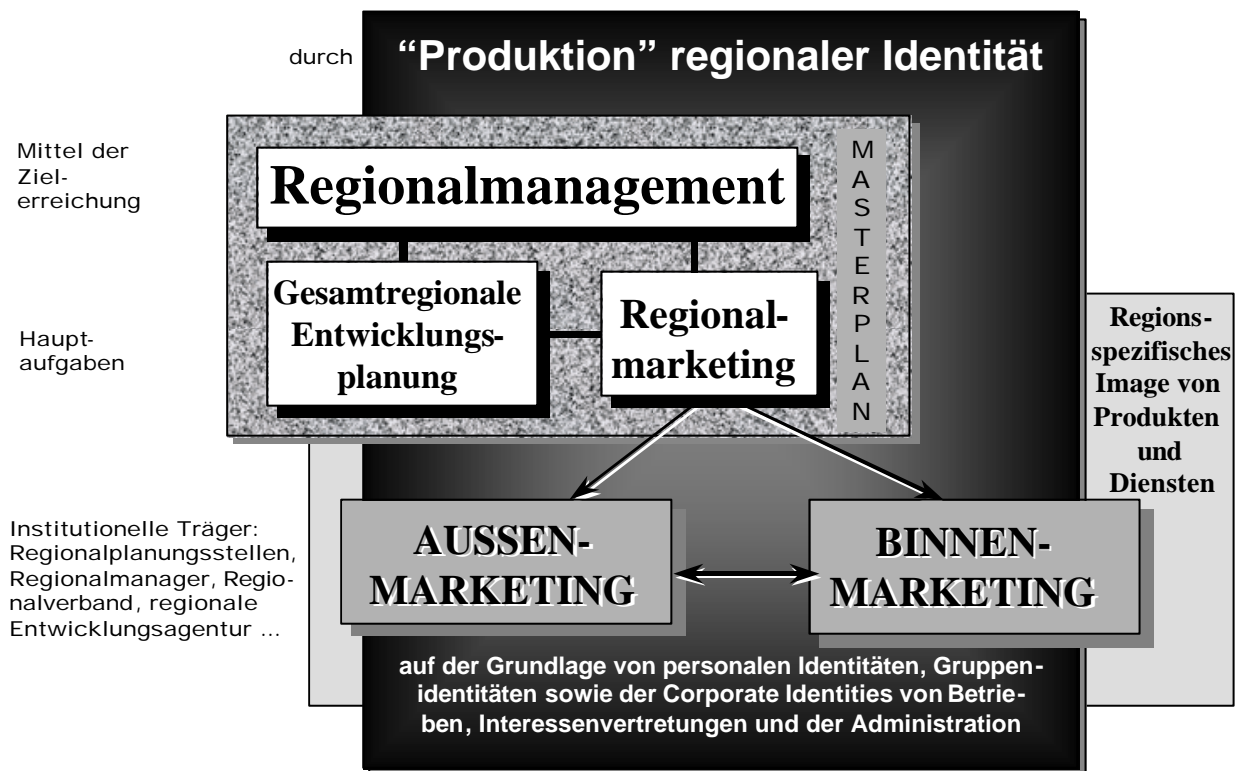 durch
“Produktion” regionaler Identität
Mittel der
Ziel-
erreichung
Regionalmanagement
MASTERPLAN
Haupt-
aufgaben
Gesamtregionale
Entwicklungs-
planung
Regional-
marketing
Regions-
spezifisches
Image von
Produkten
und
Diensten
Institutionelle Träger:
Regionalplanungsstellen,
Regionalmanager, Regio-
nalverband, regionale
Entwicklungsagentur ...
AUSSEN-
MARKETING
BINNEN-
MARKETING
auf der Grundlage von personalen Identitäten, Gruppen-
identitäten sowie der Corporate Identities von Betrie-
ben, Interessenvertretungen und der Administration